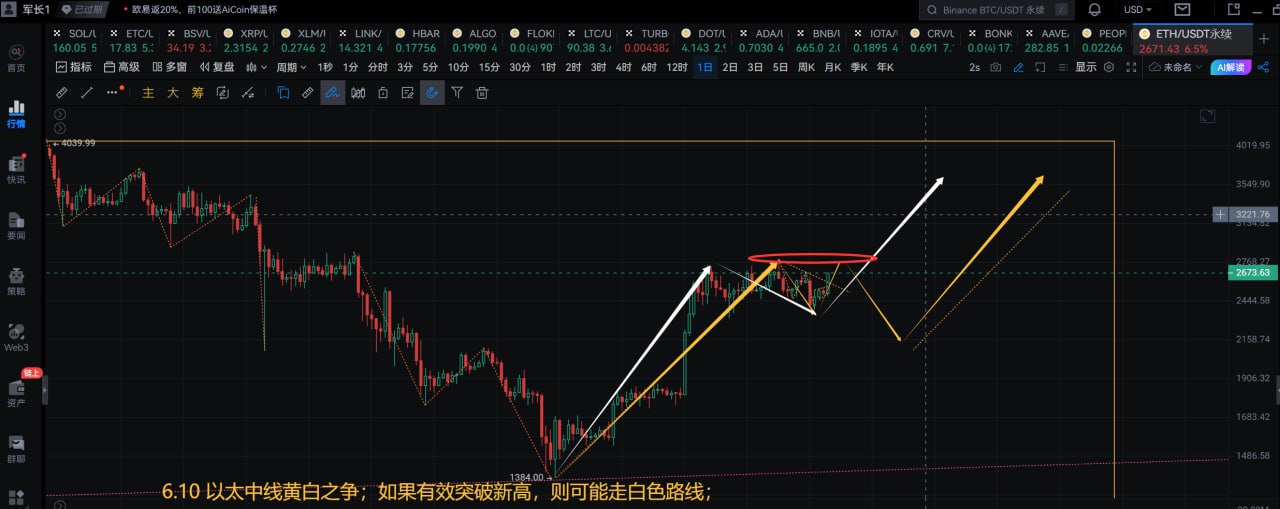 军长1 已过期 欧易返20%，前100送AiCoin保温杯 Binance BTC/USDT 永续 / USD
SOL/U ETC/U BSV/U XRP/U XLM/U LINK/ HBAR ALGO FLOKI LTC/U TURB DOT/U ADA/U BNB/U IOTA/ CRV/U BONK AAVE PEOP ETH/USDT永续
160.05 17.83 5. 34.19 3. 2.3154 0.2746 14.321 4 0.17756 0.1990 0.0{4}90 90.38 3. 0.004382 4.143 2. 0.7030 665.0 2. 0.1895 0.691 7. 0.0{4}17 282.85 0.02266 2671.43 6.5%
指标 高级 多窗 复盘 周期 1秒 1分 分时 3分 5分 10分 15分 30分 1时 2时 3时 4时 6时 12时 1日 2日 3日 5日 周K 月K 季K 年K 2s 显示 未命名 AI解读
主 大 筹
首页
行情
快讯
要闻
策略
Web3
链上
资产
群聊
4039.99
1384.00
4019.95
3549.90
3221.76
3134.82
2768.27
2673.63
2444.58
2158.74
1906.32
1683.42
1486.58
6.10 以太中线黄白之争；如果有效突破新高，则可能走白色路线；